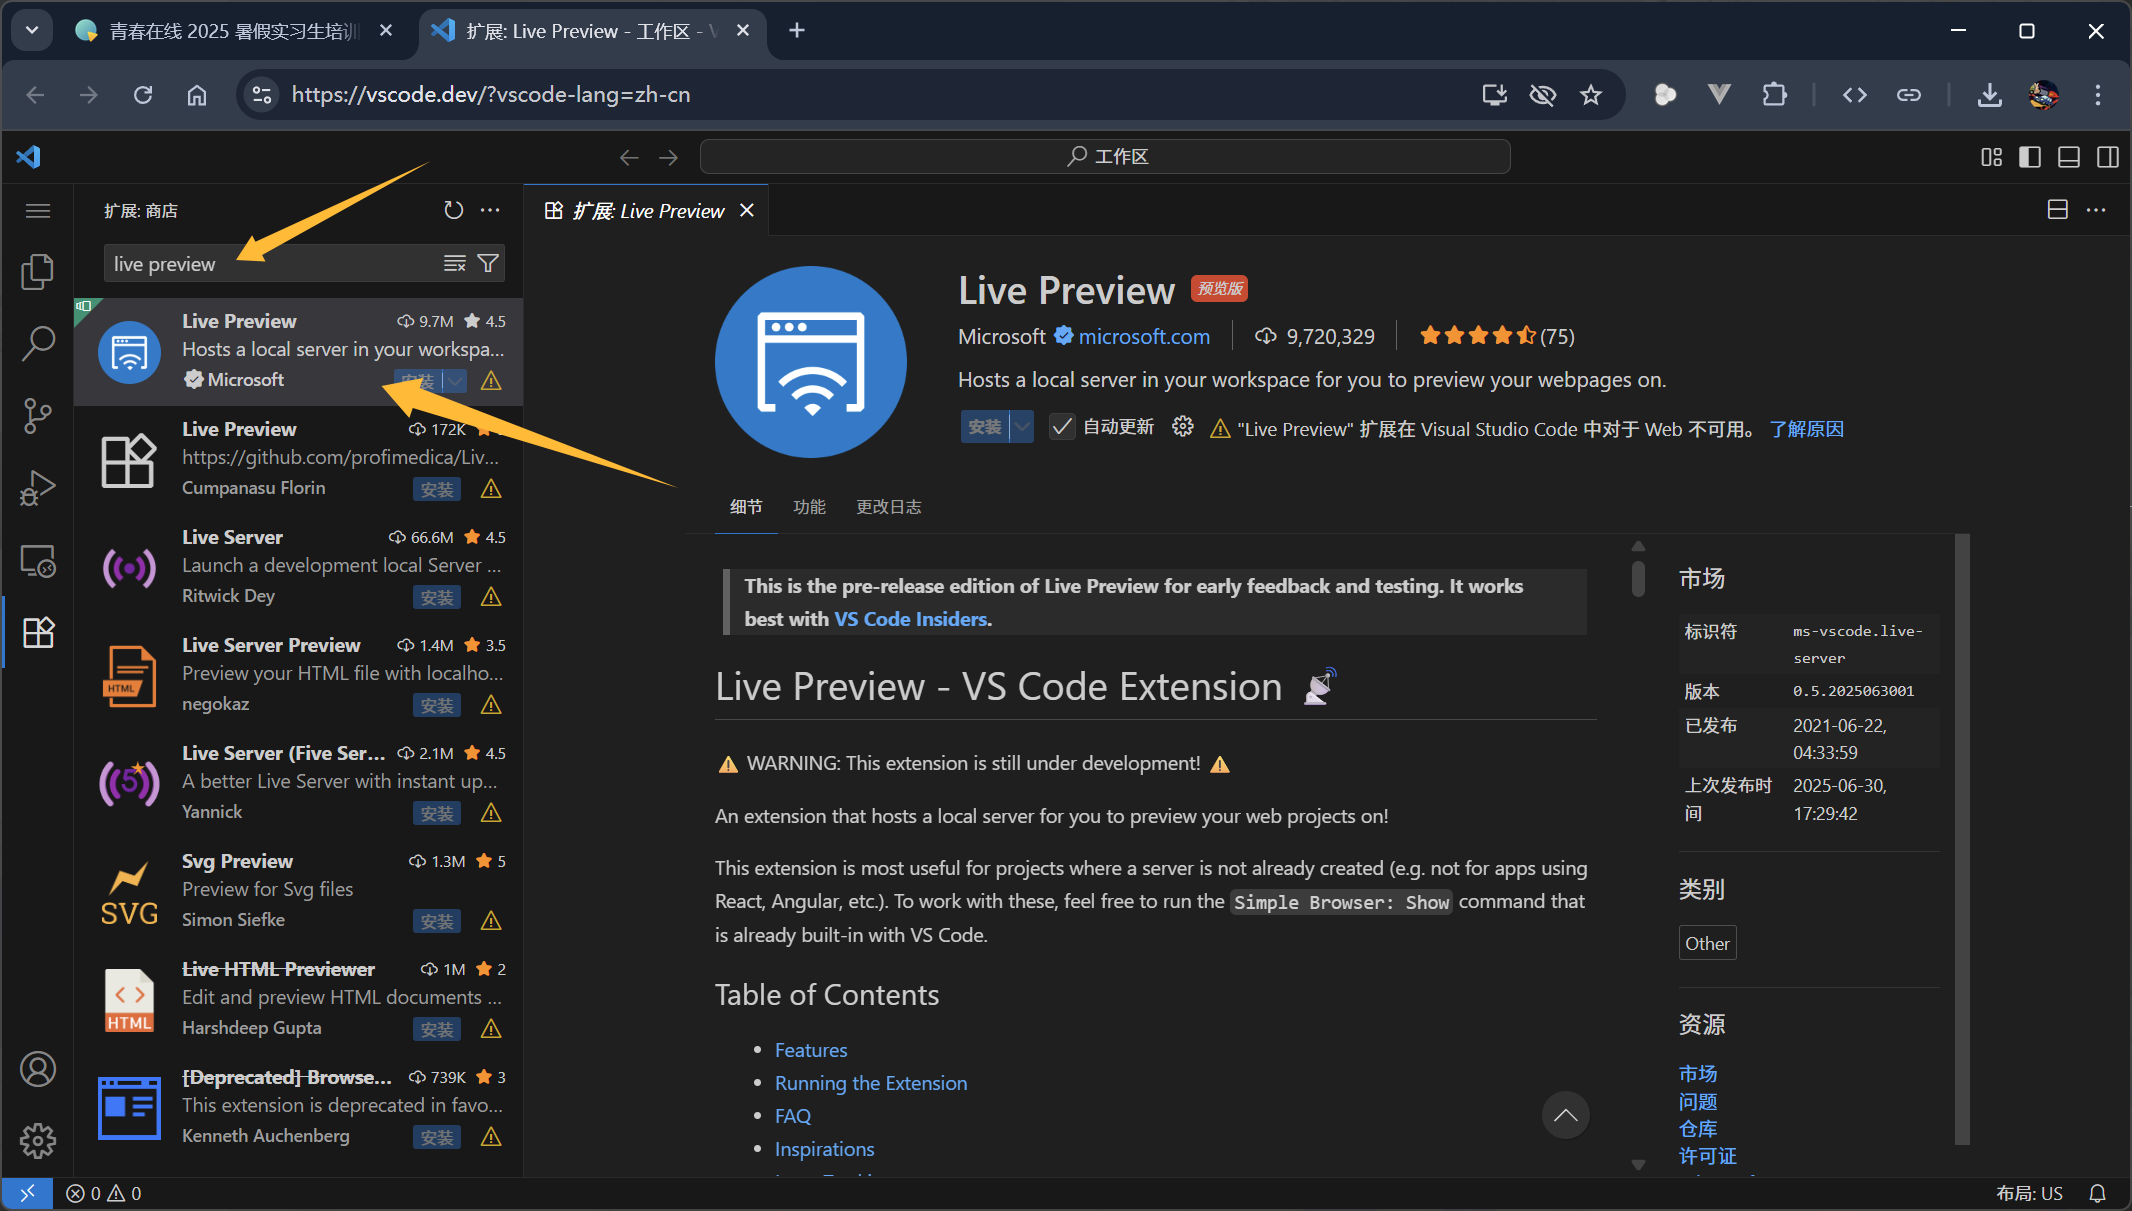 青春在线 2025 暑假实习生培训
扩展: Live Preview - 工作区 - V
https://vscode.dev/?vscode-lang=zh-cn
工作区
扩展: 商店
live preview
Live Preview 9.7M 4.5
Hosts a local server in your workspa...
Microsoft 安装
Live Preview 172K
https://github.com/profimedica/Liv...
Cumpanasu Florin 安装
Live Server 66.6M 4.5
Launch a development local Server ...
Ritwick Dey 安装
Live Server Preview 1.4M 3.5
Preview your HTML file with localho...
negokaz 安装
HTML
Live Server (Five Ser... 2.1M 4.5
A better Live Server with instant up...
Yannick 安装
5
Svg Preview 1.3M 5
Preview for Svg files
Simon Siefke 安装
SVG
Live HTML Previewer 1M 2
Edit and preview HTML documents ...
Harshdeep Gupta 安装
HTML
[Deprecated] Browse... 739K 3
This extension is deprecated in favo...
Kenneth Auchenberg 安装
扩展: Live Preview
Live Preview 预览版
Microsoft microsoft.com 9,720,329 (75)
Hosts a local server in your workspace for you to preview your webpages on.
安装 自动更新 "Live Preview" 扩展在 Visual Studio Code 中对于 Web 不可用。 了解原因
细节 功能 更改日志
This is the pre-release edition of Live Preview for early feedback and testing. It works
best with VS Code Insiders.
Live Preview - VS Code Extension
WARNING: This extension is still under development!
An extension that hosts a local server for you to preview your web projects on!
This extension is most useful for projects where a server is not already created (e.g. not for apps using
React, Angular, etc.). To work with these, feel free to run the Simple Browser: Show command that
is already built-in with VS Code.
Table of Contents
Features
Running the Extension
FAQ
Inspirations
市场
标识符 ms-vscode.live-
server
版本 0.5.2025063001
已发布 2021-06-22,
04:33:59
上次发布时 2025-06-30,
间 17:29:42
类别
Other
资源
市场
问题
仓库
许可证
0 0
布局: US